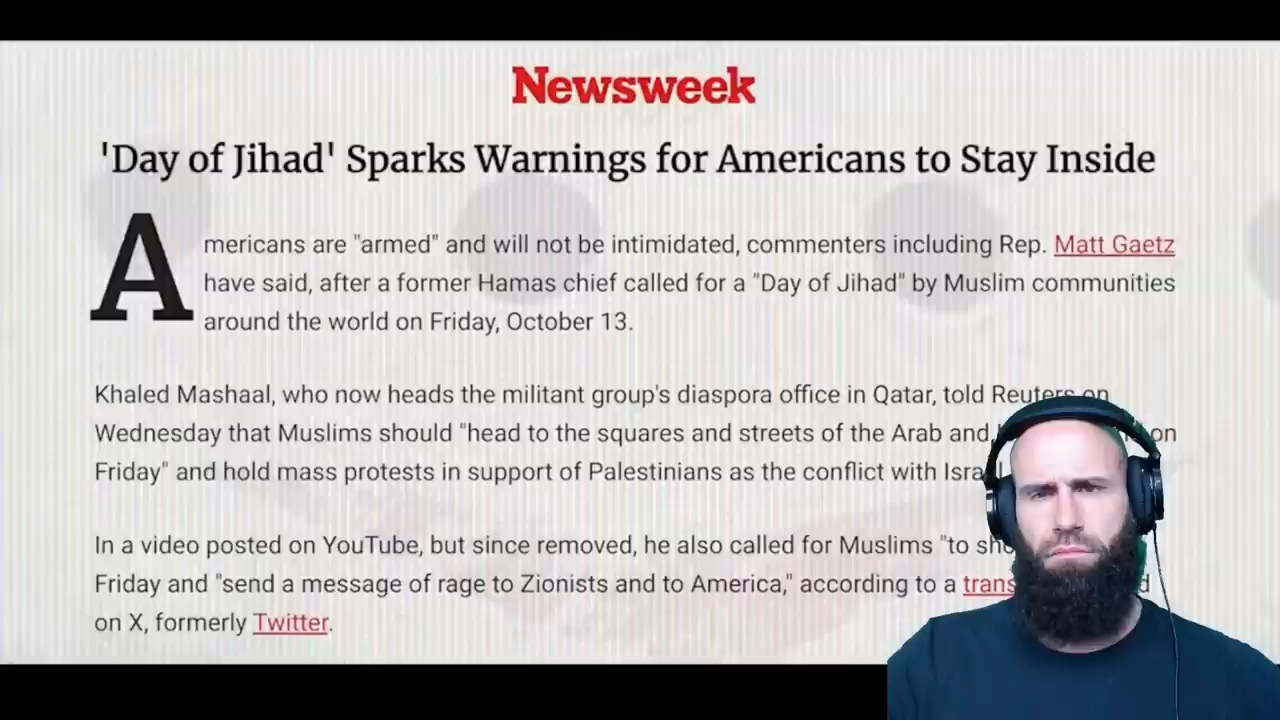 Newsweek
'Day of Jihad' Sparks Warnings for Americans to Stay Inside
Americans are "armed" and will not be intimidated, commenters including Rep. Matt Gaetz
have said, after a former Hamas chief called for a "Day of Jihad" by Muslim communities
around the world on Friday, October 13.
Khaled Mashaal, who now heads the militant group's diaspora office in Qatar, told Reuters on
Wednesday that Muslims should "head to the squares and streets of the Arab and on
Friday" and hold mass protests in support of Palestinians as the conflict with
In a video posted on YouTube, but since removed, he also called for Muslims "to
Friday and "send a message of rage to Zionists and to America," according to a
on X, formerly Twitter.